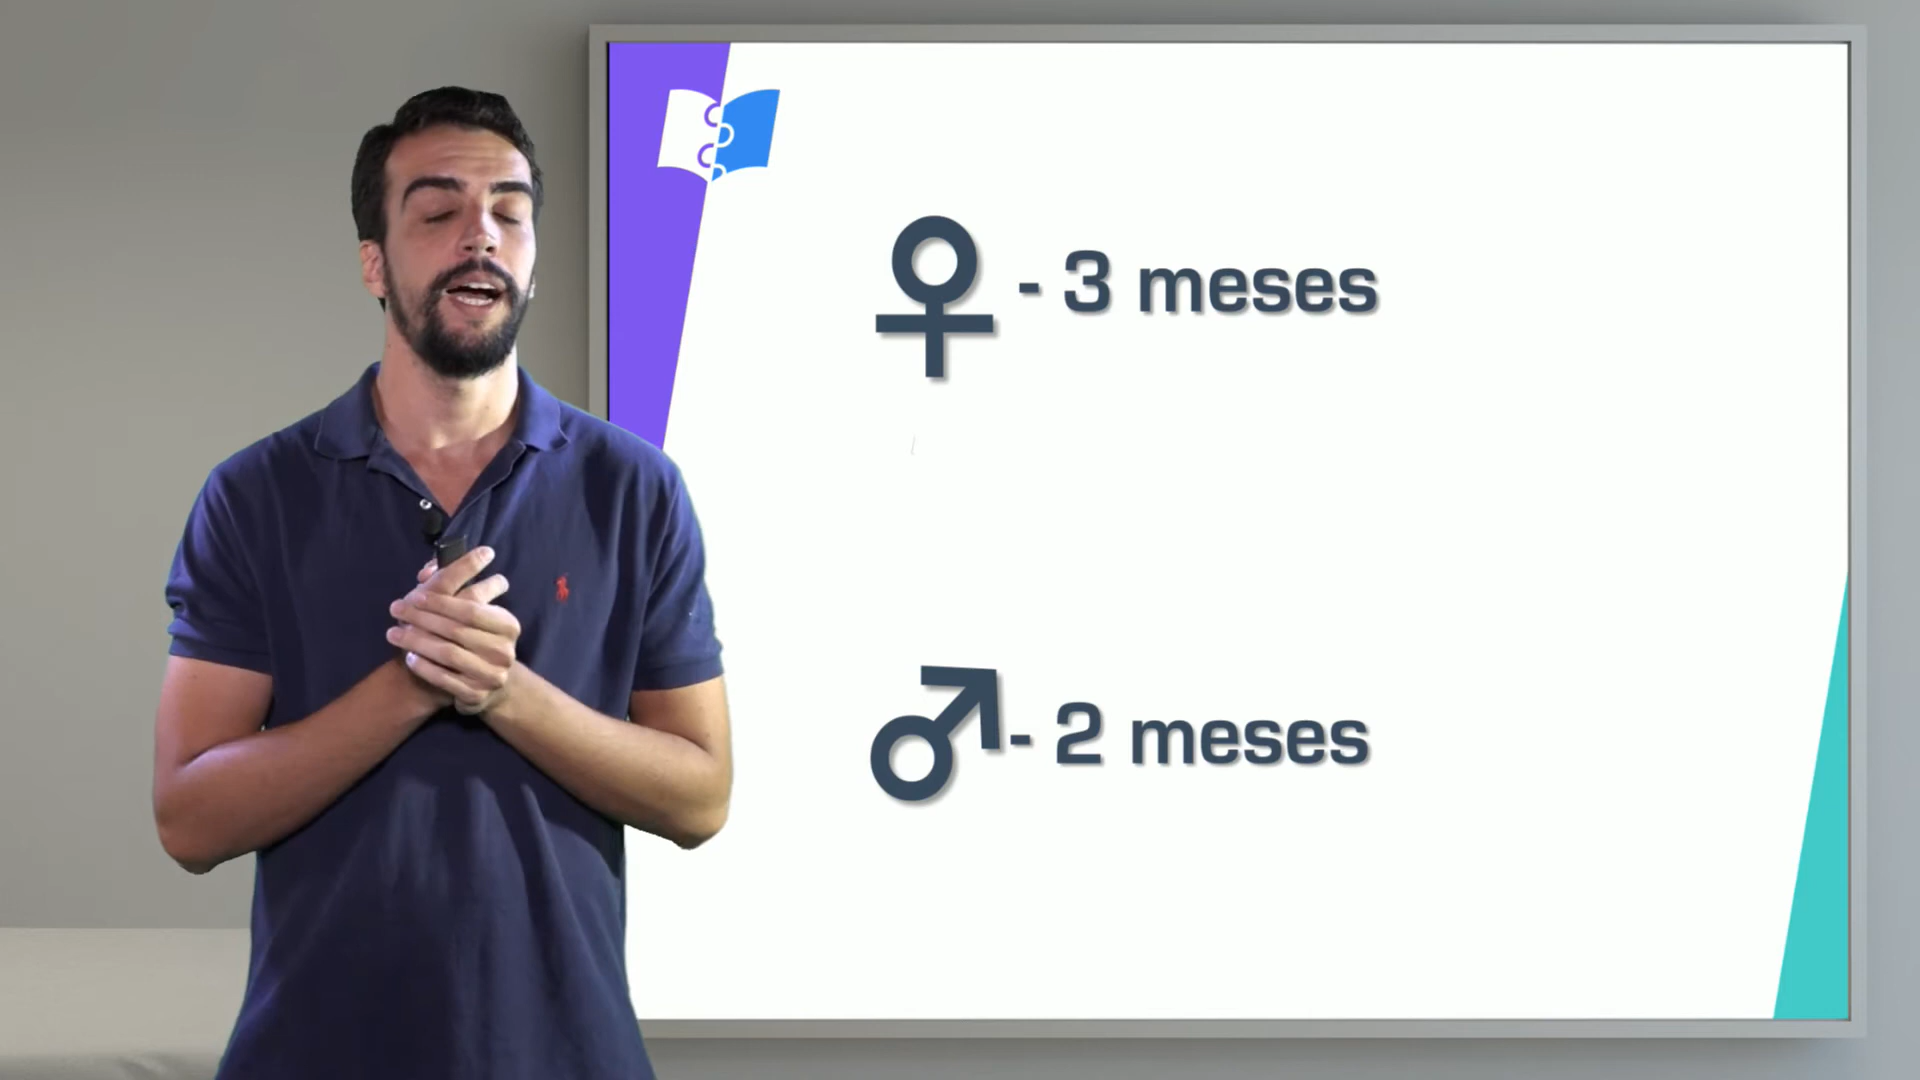 ♀ - 3 meses
♂ - 2 meses